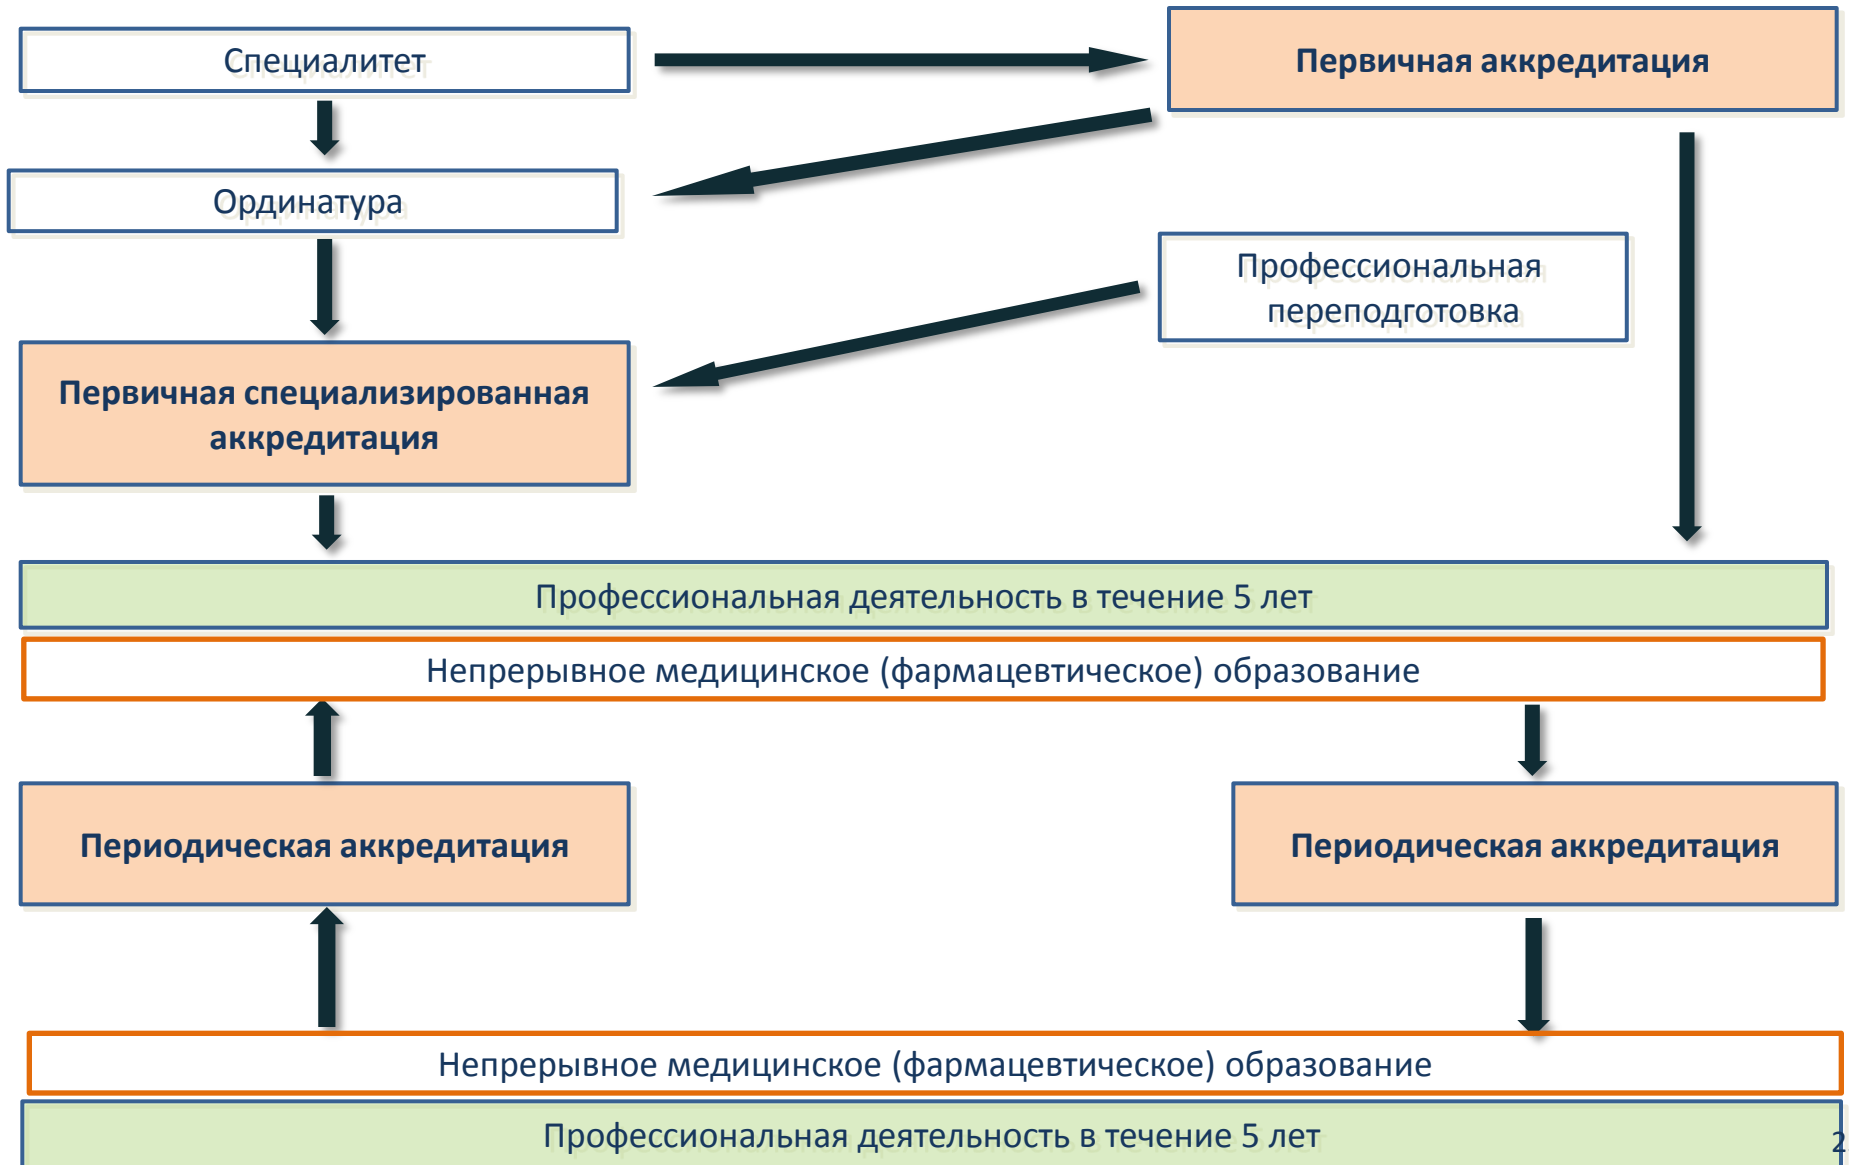 Специалитет
Первичная аккредитация
Ординатура
Профессиональная
переподготовка
Первичная специализированная
аккредитация
Профессиональная деятельность в течение 5 лет
Непрерывное медицинское (фармацевтическое) образование
Периодическая аккредитация
Периодическая аккредитация
Непрерывное медицинское (фармацевтическое) образование
Профессиональная деятельность в течение 5 лет
2